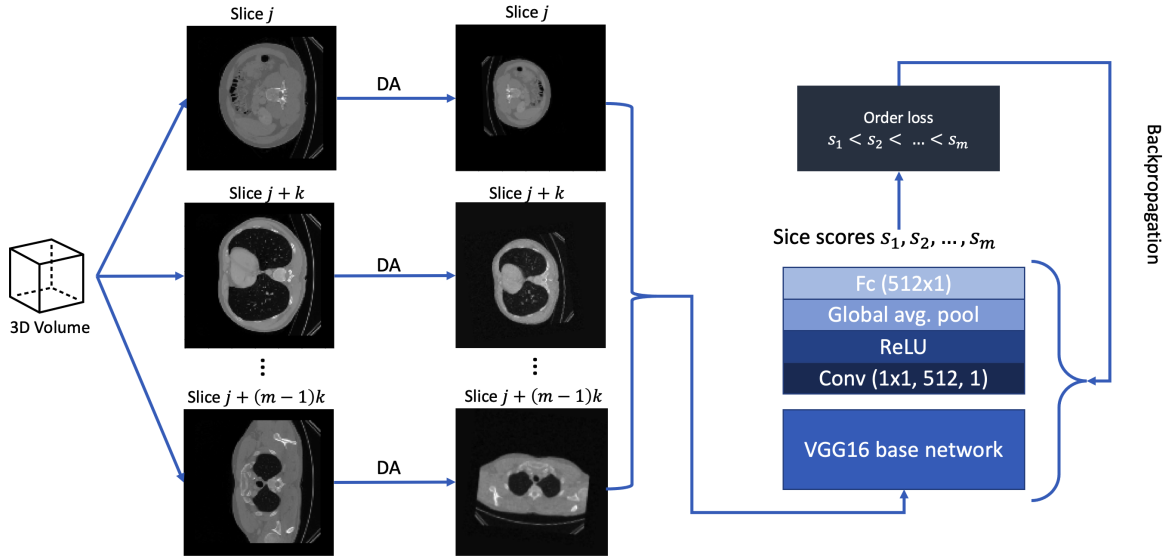 Slice j
Slice j
DA
Slice j + k
Slice j + k
DA
3D Volume
⋮
⋮
Slice j + (m − 1)k
Slice j + (m − 1)k
DA
Order loss
s₁ < s₂ < … < sₘ
Sice scores s₁, s₂, … , sₘ
Fc (512x1)
Global avg. pool
ReLU
Conv (1x1, 512, 1)
VGG16 base network
Backpropagation